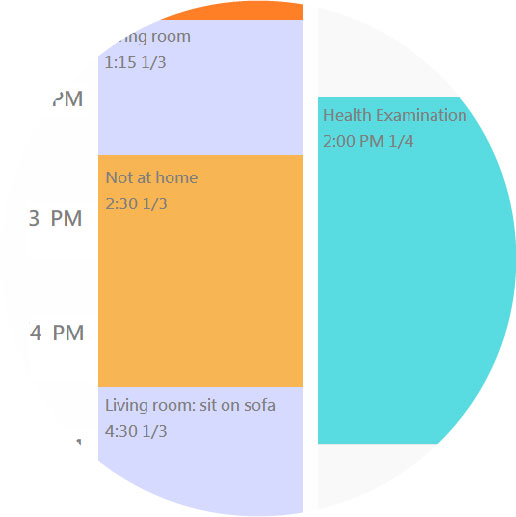 1:15 1/3
PM
Not at home
2:30 1/3
3 PM
4 PM
Living room: sit on sofa
4:30 1/3
Health Examination
2:00 PM 1/4